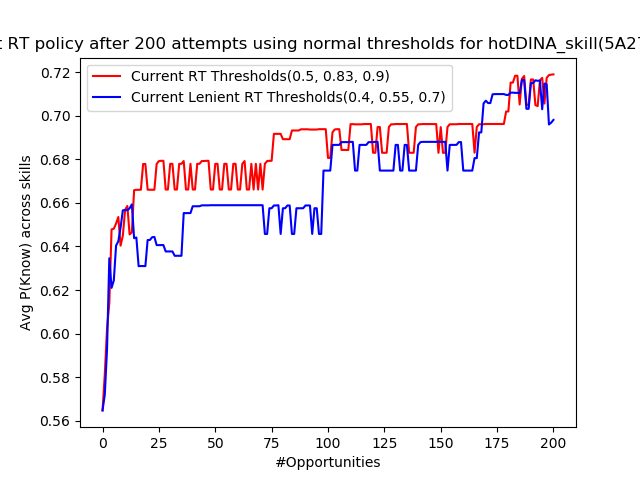 RT policy after 200 attempts using normal thresholds for hotDINA_skill(5A27
Current RT Thresholds(0.5, 0.83, 0.9)
Current Lenient RT Thresholds(0.4, 0.55, 0.7)
Avg P(Know) across skills
0.72
0.70
0.68
0.66
0.64
0.62
0.60
0.58
0.56
0 25 50 75 100 125 150 175 200
#Opportunities